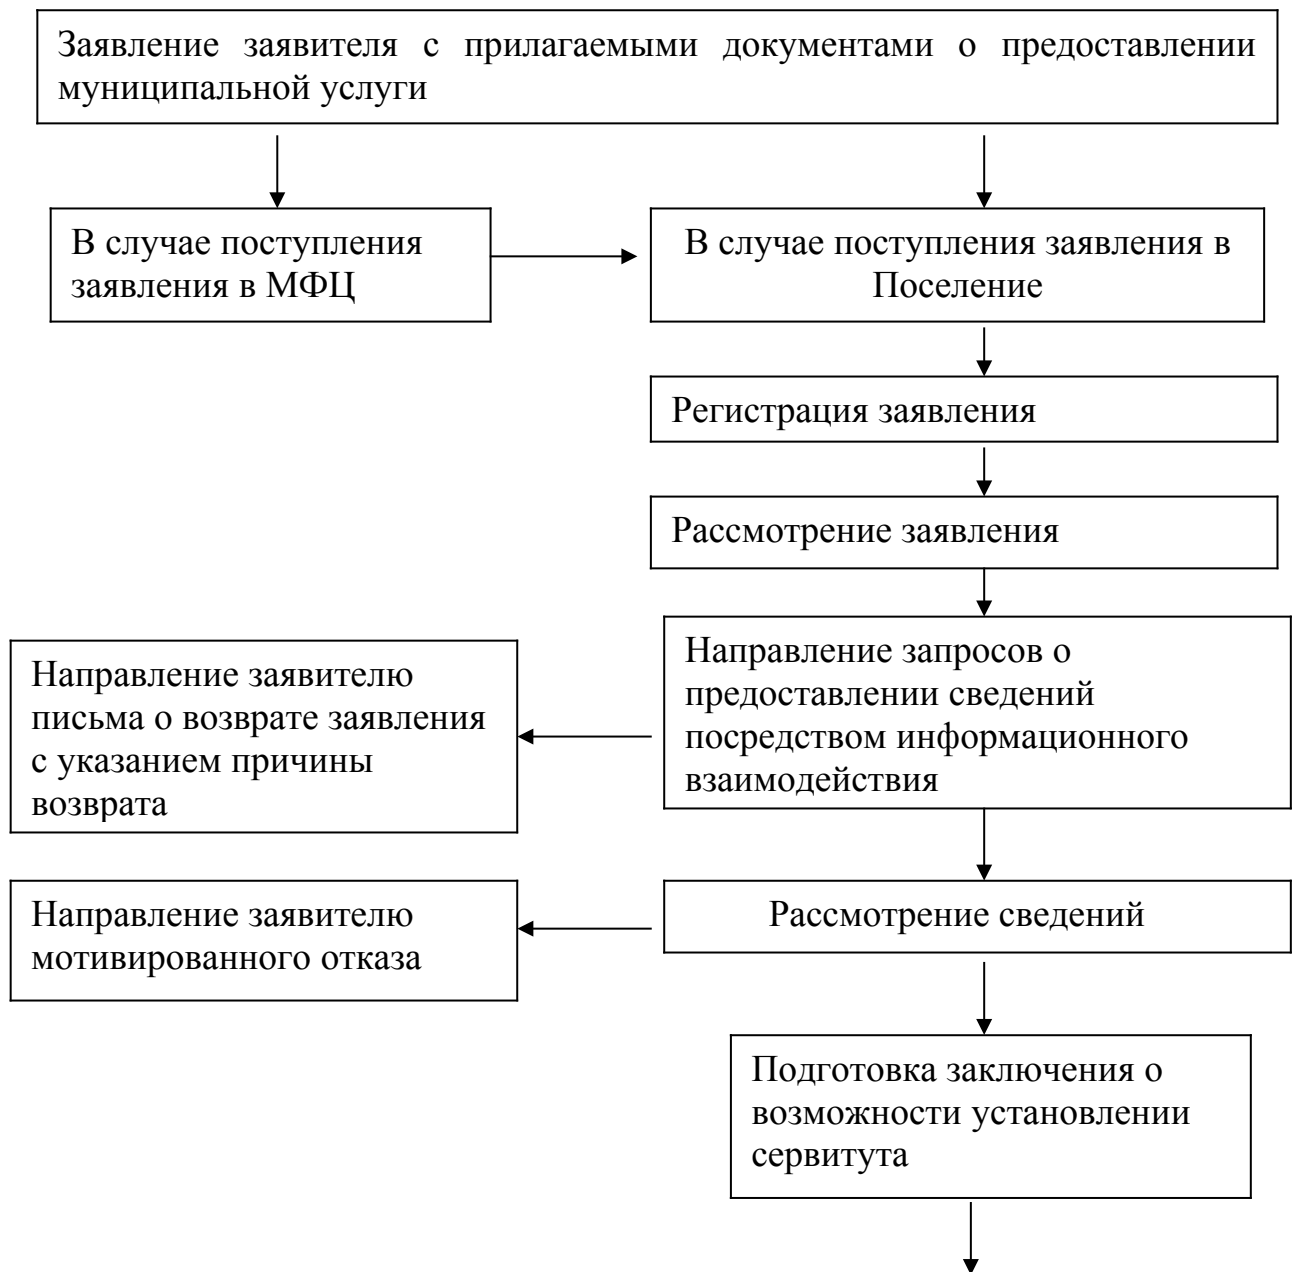 Заявление заявителя с прилагаемыми документами о предоставлении
муниципальной услуги
В случае поступления
заявления в МФЦ
В случае поступления заявления в
Поселение
Регистрация заявления
Рассмотрение заявления
Направление запросов о
предоставлении сведений
посредством информационного
взаимодействия
Направление заявителю
письма о возврате заявления
с указанием причины
возврата
Рассмотрение сведений
Направление заявителю
мотивированного отказа
Подготовка заключения о
возможности установлении
сервитута